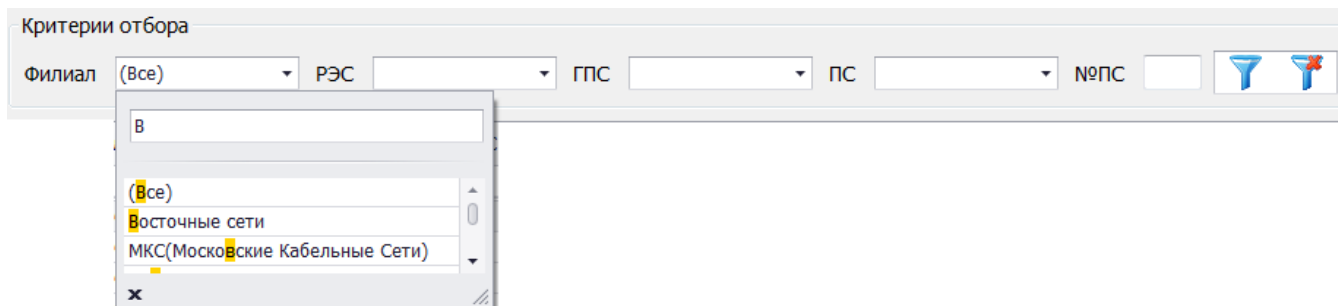 Критерии отбора
Филиал (Все) РЭС ГПС ПС №ПС
В
(Все)
Восточные сети
МКС(Московские Кабельные Сети)
x